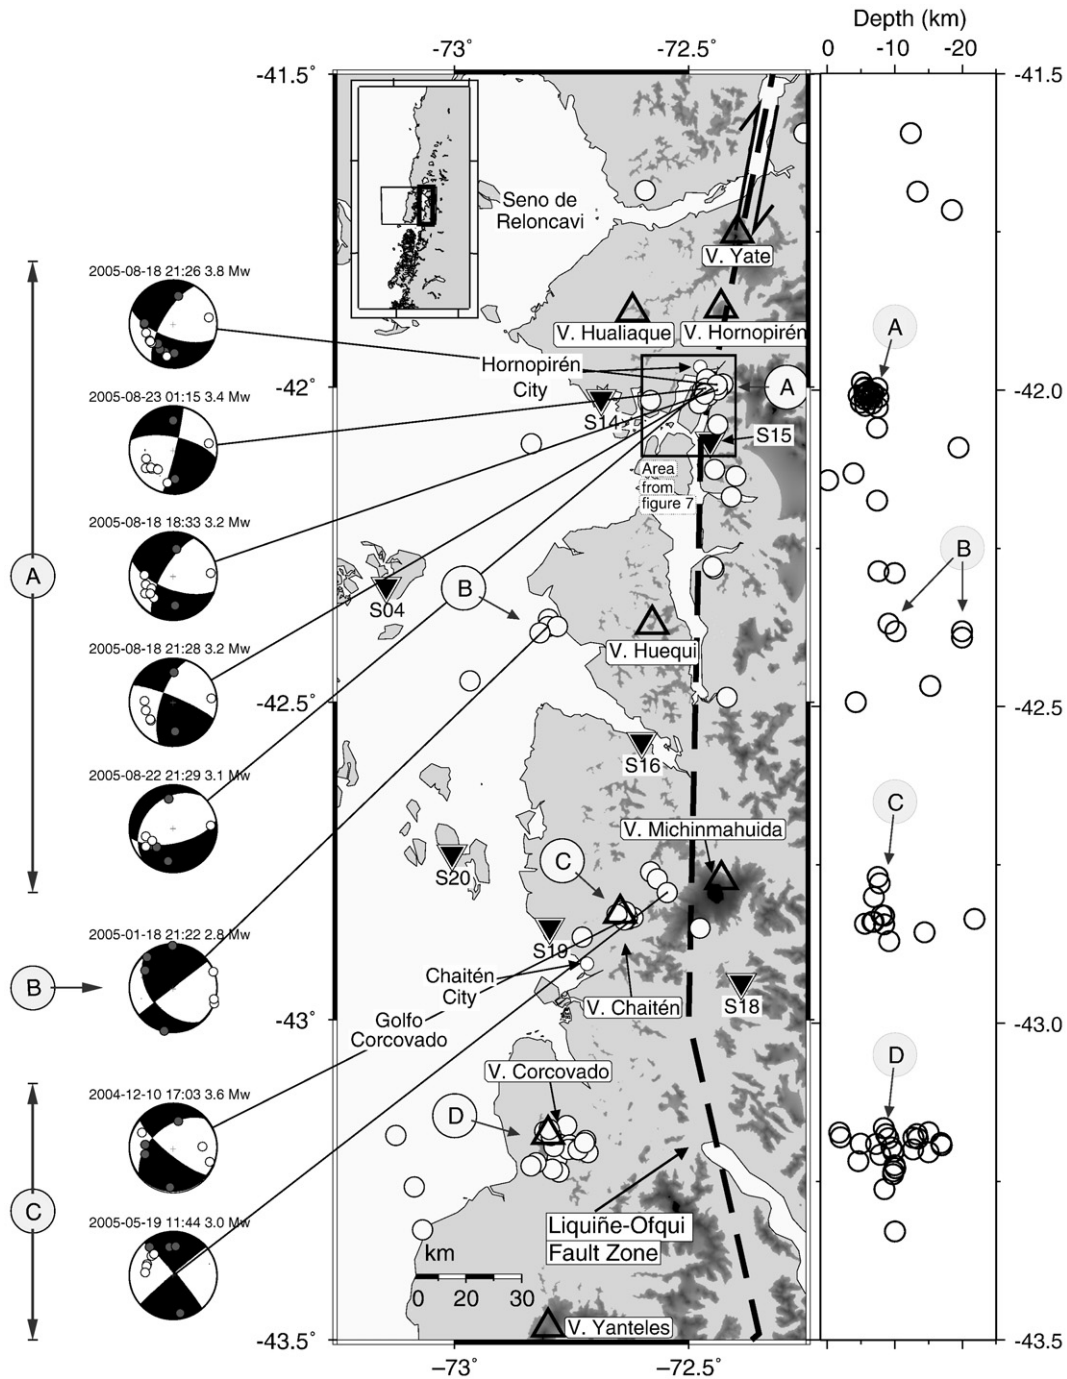 Depth (km)
-73˚
-72.5˚
0
-10
-20
-41.5˚
-41.5
Seno de
Reloncavi
V. Yate
2005-08-18 21:26 3.8 Mw
V. Hualiaque
V. Hornopirén
A
Hornopirén
City
-42˚
A
-42.0
2005-08-23 01:15 3.4 Mw
S14
S15
Area
from
figure 7
2005-08-18 18:33 3.2 Mw
B
A
B
S04
2005-08-18 21:28 3.2 Mw
V. Huequi
-42.5˚
-42.5
2005-08-22 21:29 3.1 Mw
S16
C
V. Michinmahuida
C
S20
2005-01-18 21:22 2.8 Mw
S19
B
Chaitén
City
V. Chaitén
S18
Golfo
Corcovado
-43˚
-43.0
D
V. Corcovado
2004-12-10 17:03 3.6 Mw
D
C
2005-05-19 11:44 3.0 Mw
Liquiñe-Ofqui
Fault Zone
km
0 20 30
V. Yanteles
-43.5˚
-43.5
−73˚
−72.5˚